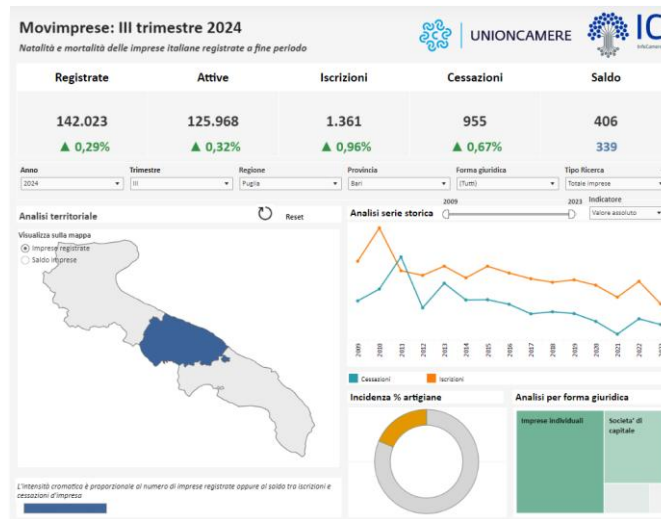 Movimprese: III trimestre 2024
Natalità e mortalità delle imprese italiane registrate a fine periodo
UNIONCAMERE
IC
Registrate Attive Iscrizioni Cessazioni Saldo
142.023 125.968 1.361 955 406
▲ 0,29% ▲ 0,32% ▲ 0,96% ▲ 0,67% 339
Anno Trimestre Regione Provincia Forma giuridica Tipo Ricerca
2024 III Puglia Bari (Tutti) Totale imprese
Analisi territoriale Reset
Analisi serie storica 2009 2023 Indicatore
Valore assoluto
Visualizza sulla mappa
Imprese registrate
Saldo imprese
2009 2010 2011 2012 2013 2014 2015 2016 2017 2018 2019 2020 2021 2022
Cessazioni Iscrizioni
Incidenza % artigiane Analisi per forma giuridica
Imprese individuali
Societa' di
capitale
L'intensità cromatica è proporzionale al numero di imprese registrate oppure al saldo tra iscrizioni e
cessazioni d'impresa